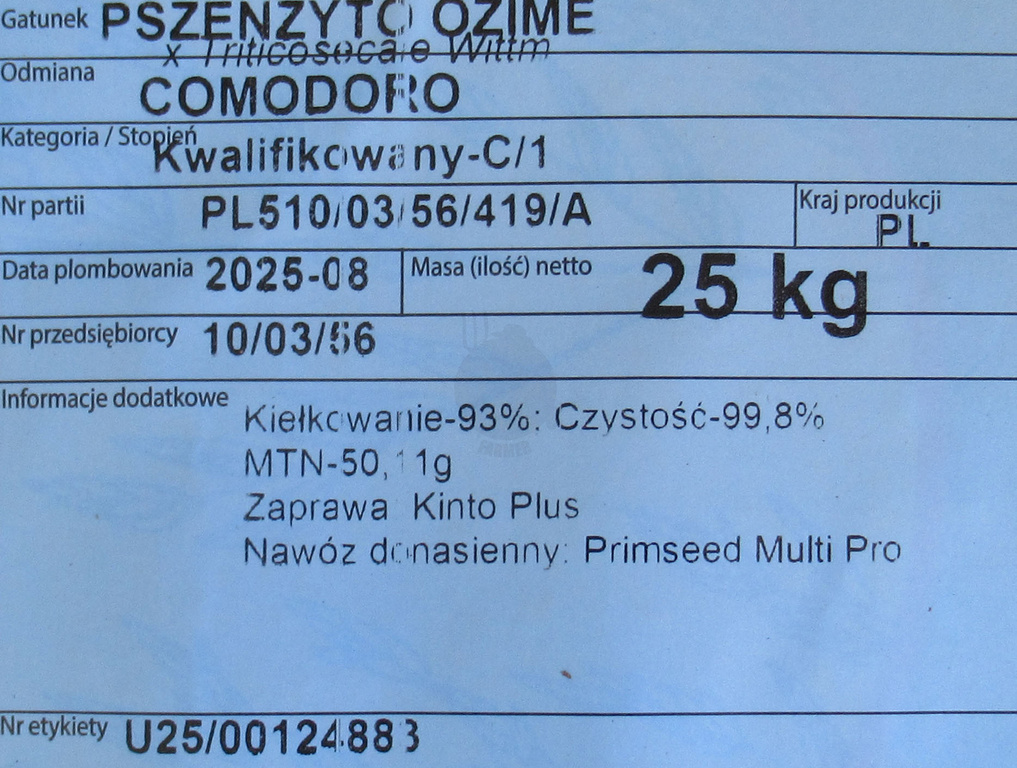 Gatunek PSZENŻYTO OZIME
x Triticosecale Wittm
Odmiana
COMODORO
Kategoria / Stopień
Kwalifikowany-C/1
Nr partii PL510/03/56/419/A Kraj produkcji
PL
Data plombowania 2025-08 Masa (ilość) netto 25 kg
Nr przedsiębiorcy 10/03/56
Informacje dodatkowe
Kiełkowanie-93%: Czystość-99,8%
MTN-50,11g
Zaprawa Kinto Plus
Nawóz donasienny: Primseed Multi Pro
Nr etykiety U25/00124883